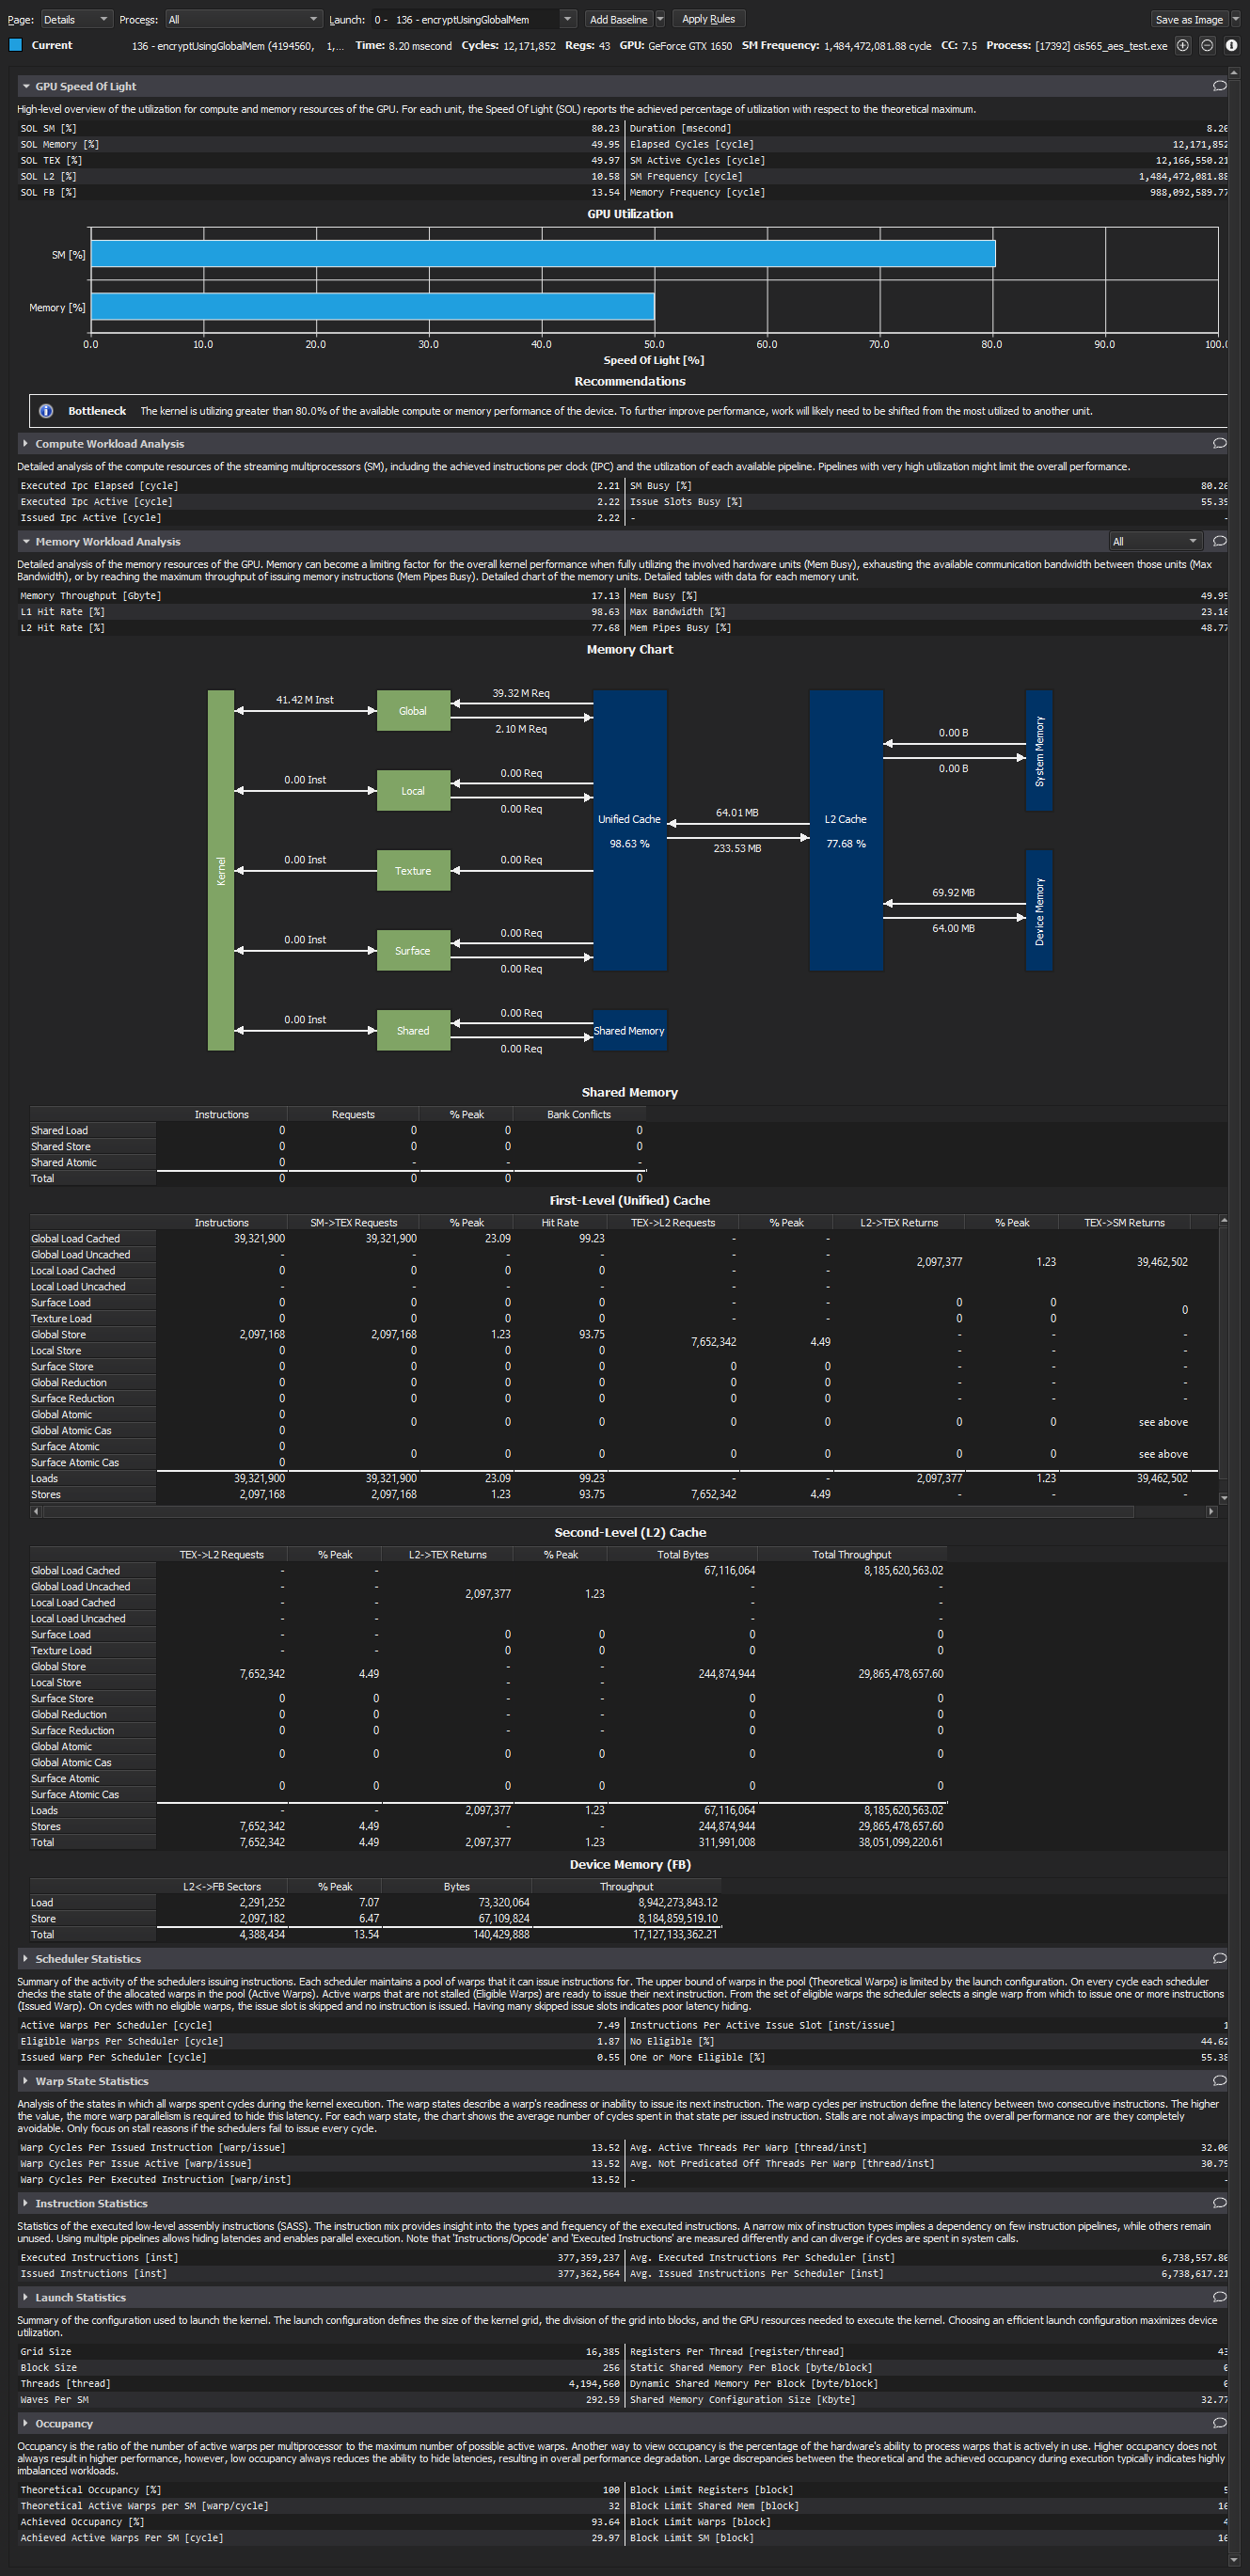 Page: Details Process: All Launch: 0 - 136 - encryptUsingGlobalMem Add Baseline Apply Rules Save as Image
Current 136 - encryptUsingGlobalMem (4194560, 1,... Time: 8.20 msecond Cycles: 12,171,852 Regs: 43 GPU: GeForce GTX 1650 SM Frequency: 1,484,472,081.88 cycle CC: 7.5 Process: [17392] cis565_aes_test.exe
GPU Speed Of Light
High-level overview of the utilization for compute and memory resources of the GPU. For each unit, the Speed Of Light (SOL) reports the achieved percentage of utilization with respect to the theoretical maximum.
SOL SM [%] 80.23 Duration [msecond] 8.20
SOL Memory [%] 49.95 Elapsed Cycles [cycle] 12,171,852
SOL TEX [%] 49.97 SM Active Cycles [cycle] 12,166,550.21
SOL L2 [%] 10.58 SM Frequency [cycle] 1,484,472,081.88
SOL FB [%] 13.54 Memory Frequency [cycle] 988,092,589.77
GPU Utilization
SM [%]
Memory [%]
0.0 10.0 20.0 30.0 40.0 50.0 60.0 70.0 80.0 90.0 100.0
Speed Of Light [%]
Recommendations
Bottleneck The kernel is utilizing greater than 80.0% of the available compute or memory performance of the device. To further improve performance, work will likely need to be shifted from the most utilized to another unit.
Compute Workload Analysis
Detailed analysis of the compute resources of the streaming multiprocessors (SM), including the achieved instructions per clock (IPC) and the utilization of each available pipeline. Pipelines with very high utilization might limit the overall performance.
Executed Ipc Elapsed [cycle] 2.21 SM Busy [%] 80.26
Executed Ipc Active [cycle] 2.22 Issue Slots Busy [%] 55.39
Issued Ipc Active [cycle] 2.22 - -
Memory Workload Analysis All
Detailed analysis of the memory resources of the GPU. Memory can become a limiting factor for the overall kernel performance when fully utilizing the involved hardware units (Mem Busy), exhausting the available communication bandwidth between those units (Max
Bandwidth), or by reaching the maximum throughput of issuing memory instructions (Mem Pipes Busy). Detailed chart of the memory units. Detailed tables with data for each memory unit.
Memory Throughput [Gbyte] 17.13 Mem Busy [%] 49.95
L1 Hit Rate [%] 98.63 Max Bandwidth [%] 23.16
L2 Hit Rate [%] 77.68 Mem Pipes Busy [%] 48.77
Memory Chart
Kernel
41.42 M Inst Global 39.32 M Req
2.10 M Req
0.00 Inst Local 0.00 Req
0.00 Req
0.00 Inst Texture 0.00 Req
0.00 Inst Surface 0.00 Req
0.00 Req
0.00 Inst Shared 0.00 Req
0.00 Req
Unified Cache
98.63 %
Shared Memory
64.01 MB
233.53 MB
L2 Cache
77.68 %
0.00 B
0.00 B
System Memory
69.92 MB
64.00 MB
Device Memory
Shared Memory
Instructions Requests % Peak Bank Conflicts
Shared Load 0 0 0 0
Shared Store 0 0 0 0
Shared Atomic 0 - - -
Total 0 0 0 0
First-Level (Unified) Cache
Instructions SM->TEX Requests % Peak Hit Rate TEX->L2 Requests % Peak L2->TEX Returns % Peak TEX->SM Returns
Global Load Cached 39,321,900 39,321,900 23.09 99.23 - -
Global Load Uncached - - - - - - 2,097,377 1.23 39,462,502
Local Load Cached 0 0 0 0 - -
Local Load Uncached - - - - - -
Surface Load 0 0 0 0 - - 0 0 0
Texture Load 0 0 0 0 - - 0 0
Global Store 2,097,168 2,097,168 1.23 93.75 7,652,342 4.49 - - -
Local Store 0 0 0 0 - - -
Surface Store 0 0 0 0 0 0 - - -
Global Reduction 0 0 0 0 0 0 - - -
Surface Reduction 0 0 0 0 0 0 - - -
Global Atomic 0 0 0 0 0 0 0 0 see above
Global Atomic Cas 0
Surface Atomic 0 0 0 0 0 0 0 0 see above
Surface Atomic Cas 0
Loads 39,321,900 39,321,900 23.09 99.23 - - 2,097,377 1.23 39,462,502
Stores 2,097,168 2,097,168 1.23 93.75 7,652,342 4.49 - - -
Second-Level (L2) Cache
TEX->L2 Requests % Peak L2->TEX Returns % Peak Total Bytes Total Throughput
Global Load Cached - - 67,116,064 8,185,620,563.02
Global Load Uncached - - 2,097,377 1.23 - -
Local Load Cached - - - -
Local Load Uncached - - - -
Surface Load - - 0 0 0 0
Texture Load - - 0 0 0 0
Global Store 7,652,342 4.49 - - 244,874,944 29,865,478,657.60
Local Store - -
Surface Store 0 0 - - 0 0
Global Reduction 0 0 - - 0 0
Surface Reduction 0 0 - - 0 0
Global Atomic 0 0 0 0 0 0
Global Atomic Cas
Surface Atomic 0 0 0 0 0 0
Surface Atomic Cas
Loads - - 2,097,377 1.23 67,116,064 8,185,620,563.02
Stores 7,652,342 4.49 - - 244,874,944 29,865,478,657.60
Total 7,652,342 4.49 2,097,377 1.23 311,991,008 38,051,099,220.61
Device Memory (FB)
L2<->FB Sectors % Peak Bytes Throughput
Load 2,291,252 7.07 73,320,064 8,942,273,843.12
Store 2,097,182 6.47 67,109,824 8,184,859,519.10
Total 4,388,434 13.54 140,429,888 17,127,133,362.21
Scheduler Statistics
Summary of the activity of the schedulers issuing instructions. Each scheduler maintains a pool of warps that it can issue instructions for. The upper bound of warps in the pool (Theoretical Warps) is limited by the launch configuration. On every cycle each scheduler
checks the state of the allocated warps in the pool (Active Warps). Active warps that are not stalled (Eligible Warps) are ready to issue their next instruction. From the set of eligible warps the scheduler selects a single warp from which to issue one or more instructions
(Issued Warp). On cycles with no eligible warps, the issue slot is skipped and no instruction is issued. Having many skipped issue slots indicates poor latency hiding.
Active Warps Per Scheduler [cycle] 7.49 Instructions Per Active Issue Slot [inst/issue] 1
Eligible Warps Per Scheduler [cycle] 1.87 No Eligible [%] 44.62
Issued Warp Per Scheduler [cycle] 0.55 One or More Eligible [%] 55.38
Warp State Statistics
Analysis of the states in which all warps spent cycles during the kernel execution. The warp states describe a warp's readiness or inability to issue its next instruction. The warp cycles per instruction define the latency between two consecutive instructions. The higher
the value, the more warp parallelism is required to hide this latency. For each warp state, the chart shows the average number of cycles spent in that state per issued instruction. Stalls are not always impacting the overall performance nor are they completely
avoidable. Only focus on stall reasons if the schedulers fail to issue every cycle.
Warp Cycles Per Issued Instruction [warp/issue] 13.52 Avg. Active Threads Per Warp [thread/inst] 32.00
Warp Cycles Per Issue Active [warp/issue] 13.52 Avg. Not Predicated Off Threads Per Warp [thread/inst] 30.79
Warp Cycles Per Executed Instruction [warp/inst] 13.52 - -
Instruction Statistics
Statistics of the executed low-level assembly instructions (SASS). The instruction mix provides insight into the types and frequency of the executed instructions. A narrow mix of instruction types implies a dependency on few instruction pipelines, while others remain
unused. Using multiple pipelines allows hiding latencies and enables parallel execution. Note that 'Instructions/Opcode' and 'Executed Instructions' are measured differently and can diverge if cycles are spent in system calls.
Executed Instructions [inst] 377,359,237 Avg. Executed Instructions Per Scheduler [inst] 6,738,557.80
Issued Instructions [inst] 377,362,564 Avg. Issued Instructions Per Scheduler [inst] 6,738,617.21
Launch Statistics
Summary of the configuration used to launch the kernel. The launch configuration defines the size of the kernel grid, the division of the grid into blocks, and the GPU resources needed to execute the kernel. Choosing an efficient launch configuration maximizes device
utilization.
Grid Size 16,385 Registers Per Thread [register/thread] 43
Block Size 256 Static Shared Memory Per Block [byte/block] 0
Threads [thread] 4,194,560 Dynamic Shared Memory Per Block [byte/block] 0
Waves Per SM 292.59 Shared Memory Configuration Size [Kbyte] 32.77
Occupancy
Occupancy is the ratio of the number of active warps per multiprocessor to the maximum number of possible active warps. Another way to view occupancy is the percentage of the hardware's ability to process warps that is actively in use. Higher occupancy does not
always result in higher performance, however, low occupancy always reduces the ability to hide latencies, resulting in overall performance degradation. Large discrepancies between the theoretical and the achieved occupancy during execution typically indicates highly
imbalanced workloads.
Theoretical Occupancy [%] 100 Block Limit Registers [block] 5
Theoretical Active Warps per SM [warp/cycle] 32 Block Limit Shared Mem [block] 16
Achieved Occupancy [%] 93.64 Block Limit Warps [block] 4
Achieved Active Warps Per SM [cycle] 29.97 Block Limit SM [block] 16